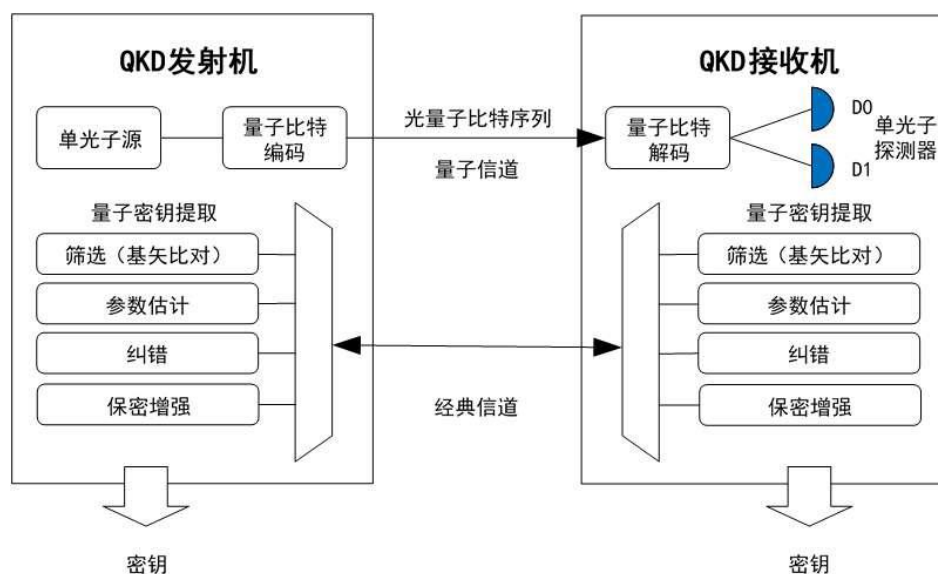 QKD发射机
单光子源
量子比特
编码
量子密钥提取
筛选（基矢比对）
参数估计
纠错
保密增强
密钥
光量子比特序列
量子信道
经典信道
QKD接收机
量子比特
解码
D0
单光子
探测器
D1
量子密钥提取
筛选（基矢比对）
参数估计
纠错
保密增强
密钥